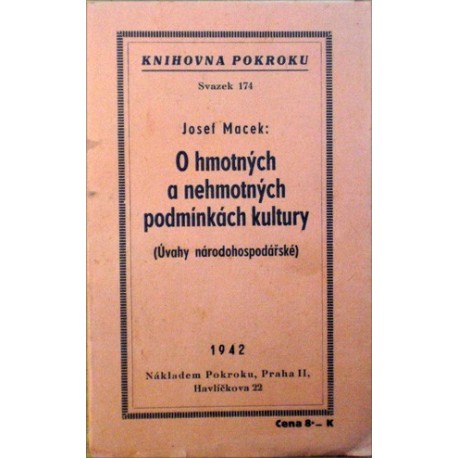 KNIHOVNA POKROKU
Svazek 174
Josef Macek:
O hmotných
a nehmotných
podmínkách kultury
(Úvahy národohospodářské)
1942
Nákladem Pokroku, Praha II,
Havlíčkova 22
Cena 8·— K